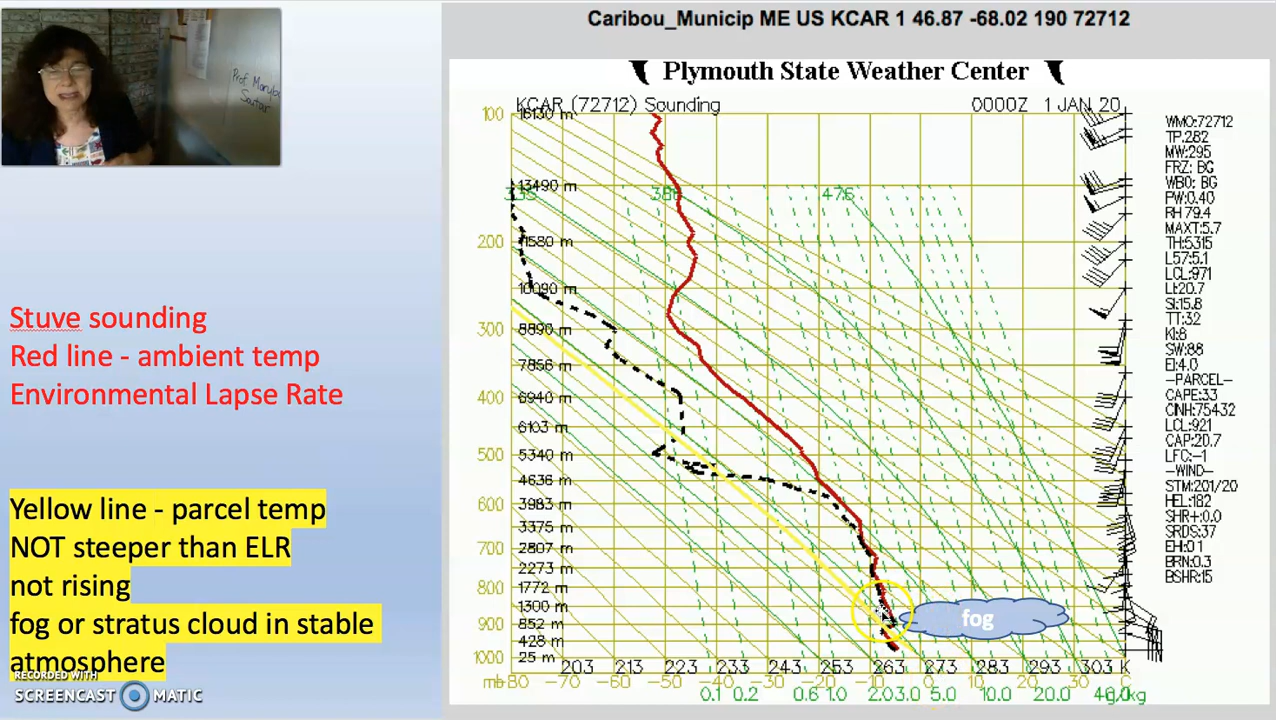 Caribou_Municip ME US KCAR 1 46.87 -68.02 190 72712
Plymouth State Weather Center
KCAR (72712) Sounding
0000Z 1 JAN 20
Prof Maryb
Stuve sounding
Red line - ambient temp
Environmental Lapse Rate
Yellow line - parcel temp
NOT steeper than ELR
not rising
fog or stratus cloud in stable
atmosphere
RECORDED WITH
SCREENCAST MATIC
100
16130 m
13490 m
386
476
200
11580 m
10090 m
300
8890 m
7856 m
400
6940 m
6103 m
500
5340 m
4636 m
600
3983 m
3375 m
700
2807 m
2273 m
800
1772 m
1300 m
900
852 m
428 m
1000
25 m
fog
203 213 223 233 243 253 263 273 283 293 303 K
mb -80 -70 -60 -50 -40 -30 -20 -10 0 10 20 30
0.1 0.2 0.6 1.0 2.0 3.0 5.0 10.0 20.0 g/kg
WMO:72712
TP:282
MW:295
FRZ: BG
WB0: BG
PW:0.40
RH 79.4
MAXT:5.7
TH:5315
L57:5.1
LCL:971
LI:20.7
SI:15.8
TT:32
KI:8
SW:88
EI:4.0
-PARCEL-
CAPE:33
CINH:75432
LCL:921
CAP:20.7
LFC:-1
-WIND-
STM:201/20
HEL:182
SHR+:0.0
SRDS:37
EHI:0.1
BRN:0.3
BSHR:15